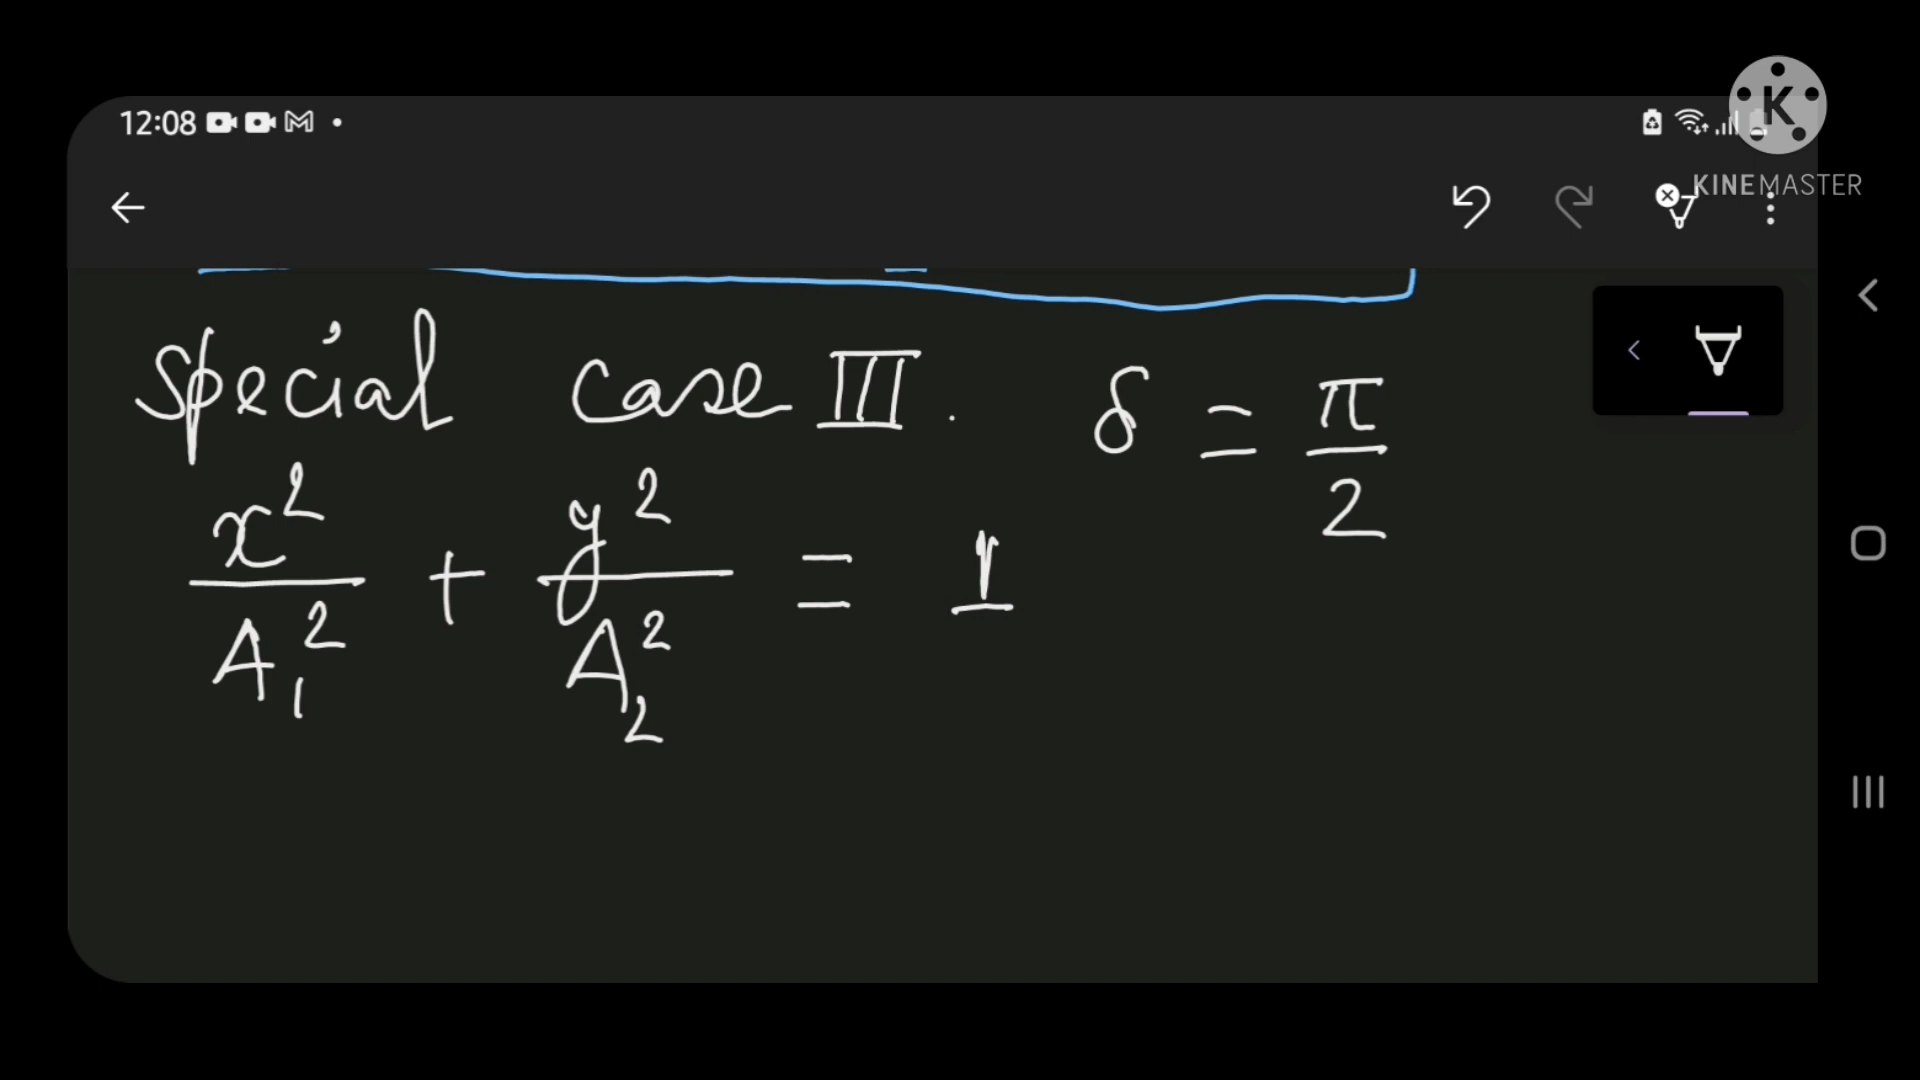 12:08
KINEMASTER
Special case III. δ = π/2
x²/A₁² + y²/A₂² = 1